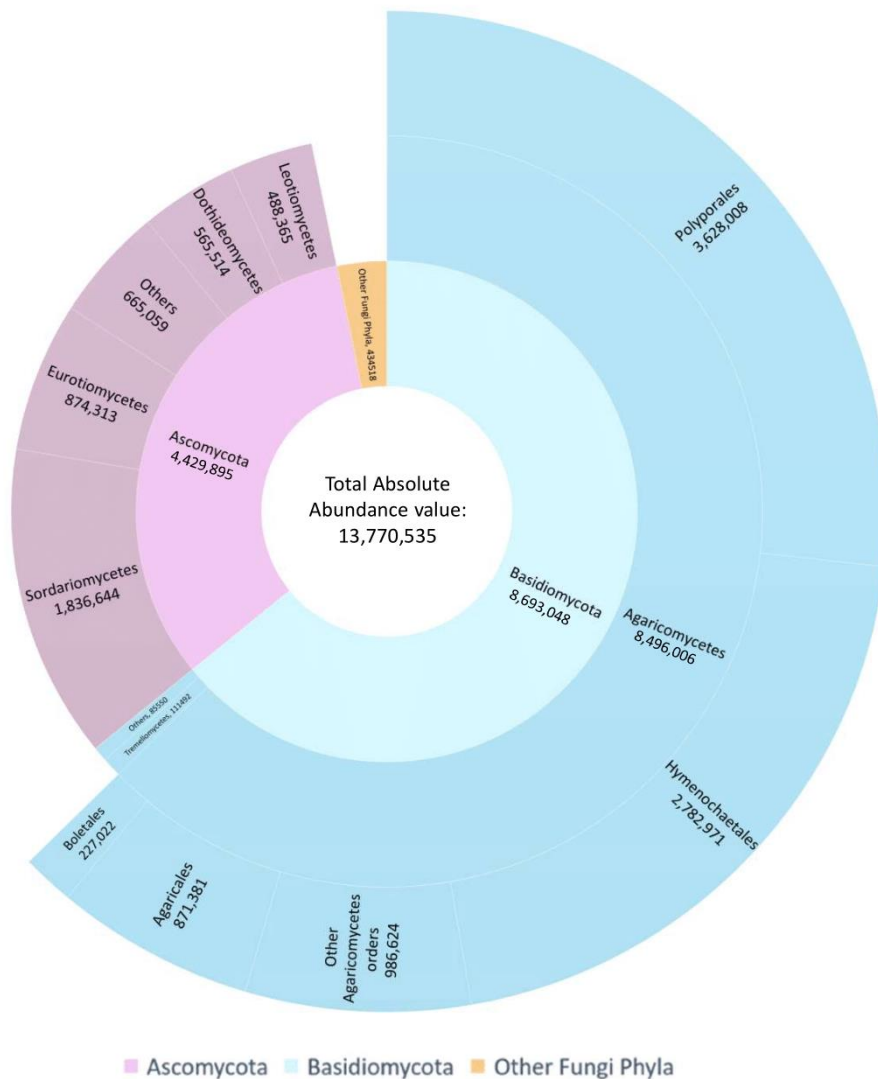 Total Absolute
Abundance value:
13,770,535
Basidiomycota
8,693,048
Agaricomycetes
8,496,006
Polyporales
3,628,008
Hymenochaetales
2,782,971
Other
Agaricomycetes
orders
986,624
Agaricales
871,381
Boletales
227,022
Tremellomycetes, 111492
Others, 85550
Ascomycota
4,429,895
Sordariomycetes
1,836,644
Eurotiomycetes
874,313
Others
665,059
Dothideomycetes
565,514
Leotiomycetes
488,365
Other Fungi Phyla, 434518
Ascomycota
Basidiomycota
Other Fungi Phyla